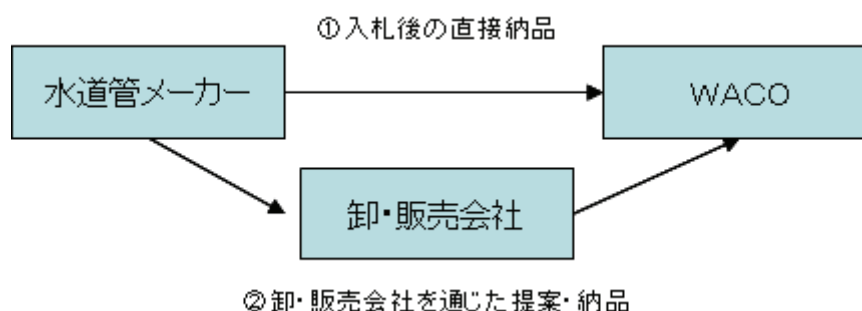 ①入札後の直接納品
水道管メーカー
WACO
卸・販売会社
②卸・販売会社を通じた提案・納品